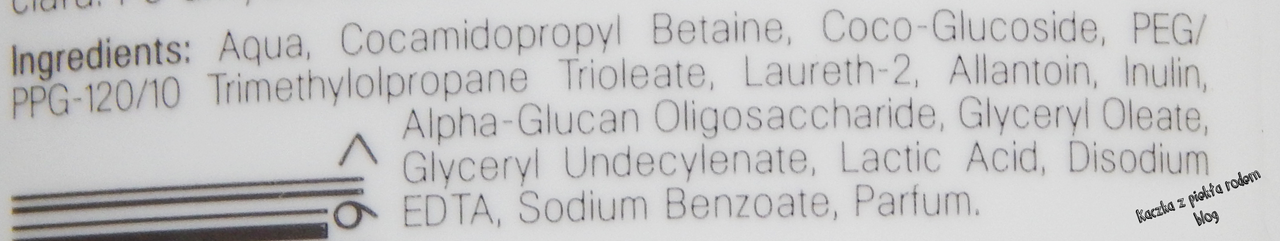 Ingredients: Aqua, Cocamidopropyl Betaine, Coco-Glucoside, PEG/
PPG-120/10 Trimethylolpropane Trioleate, Laureth-2, Allantoin, Inulin,
Alpha-Glucan Oligosaccharide, Glyceryl Oleate,
Glyceryl Undecylenate, Lactic Acid, Disodium
EDTA, Sodium Benzoate, Parfum.
>
9
Kaczka z piekła rodem
blog